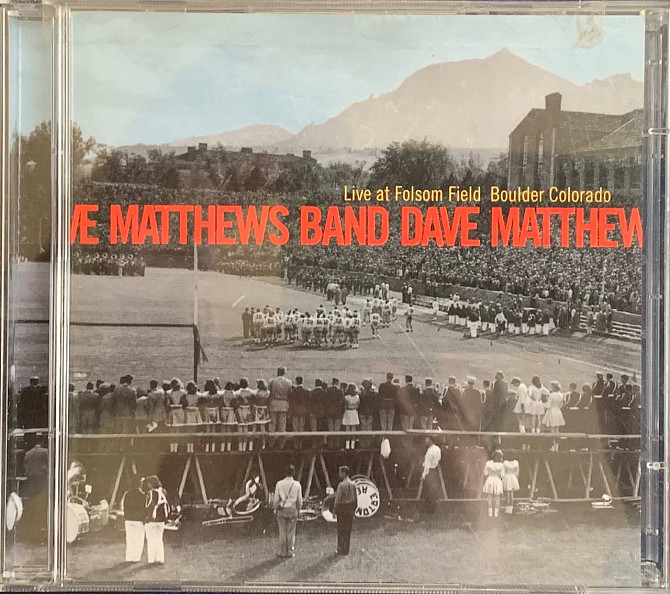 Live at Folsom Field Boulder Colorado
VE MATTHEWS BAND DAVE MATTHEW